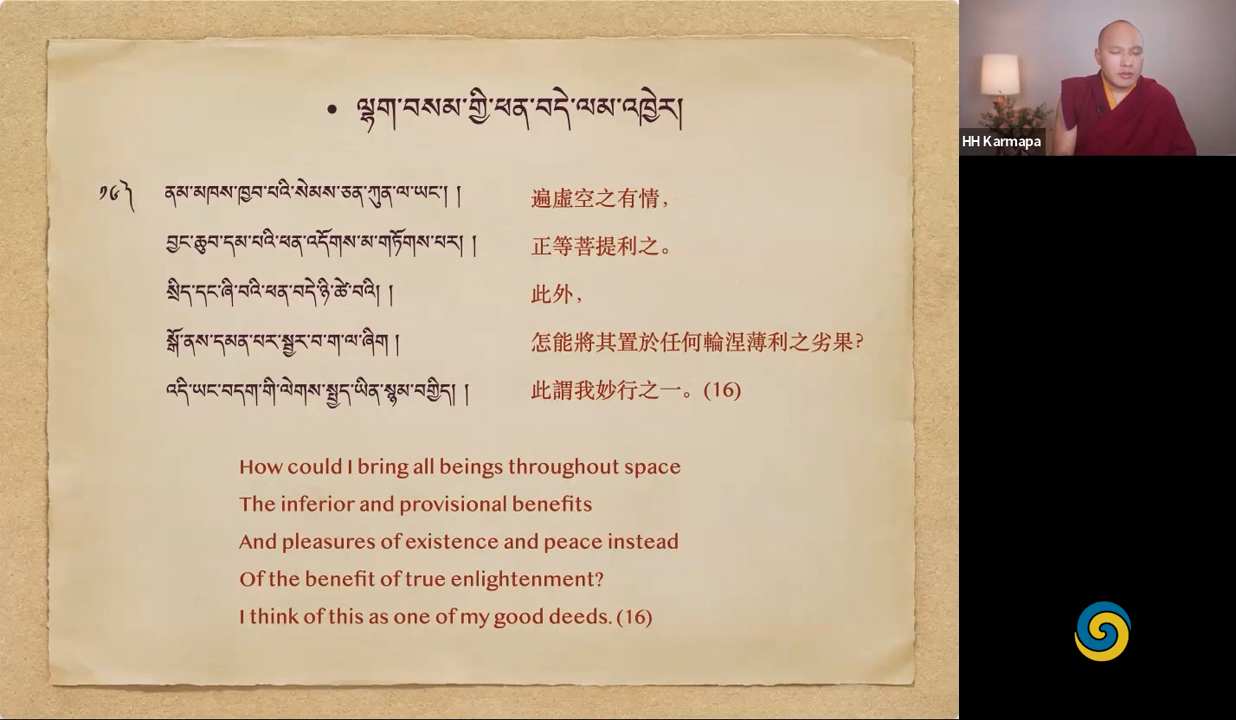 • ལྷག་བསམ་གྱི་ཕན་བདེ་ལམ་འཁྱེར།
༡༦༽ ནམ་མཁས་ཁྱབ་པའི་སེམས་ཅན་ཀུན་ལ་ཡང་། །
遍虛空之有情，
བྱང་ཆུབ་དམ་པའི་ཕན་འདོགས་མ་གཏོགས་པར། །
正等菩提利之。
སྲིད་དང་ཞི་བའི་ཕན་བདེ་ཉི་ཚེ་བའི། །
此外，
སྒོ་ནས་དམན་པར་སྦྱར་བ་ག་ལ་ཞིག །
怎能將其置於任何輪涅薄利之劣果？
འདི་ཡང་བདག་གི་ལེགས་སྤྱད་ཡིན་སྙམ་བགྱིད། །
此謂我妙行之一。(16)
How could I bring all beings throughout space
The inferior and provisional benefits
And pleasures of existence and peace instead
Of the benefit of true enlightenment?
I think of this as one of my good deeds. (16)
HH Karmapa